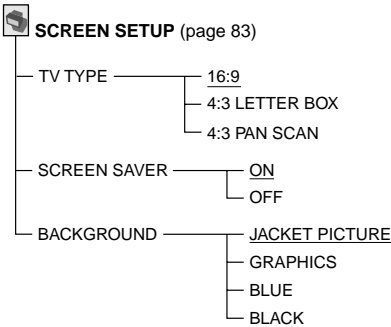 SCREEN SETUP (page 83)
TV TYPE
16:9
4:3 LETTER BOX
4:3 PAN SCAN
SCREEN SAVER
ON
OFF
BACKGROUND
JACKET PICTURE
GRAPHICS
BLUE
BLACK